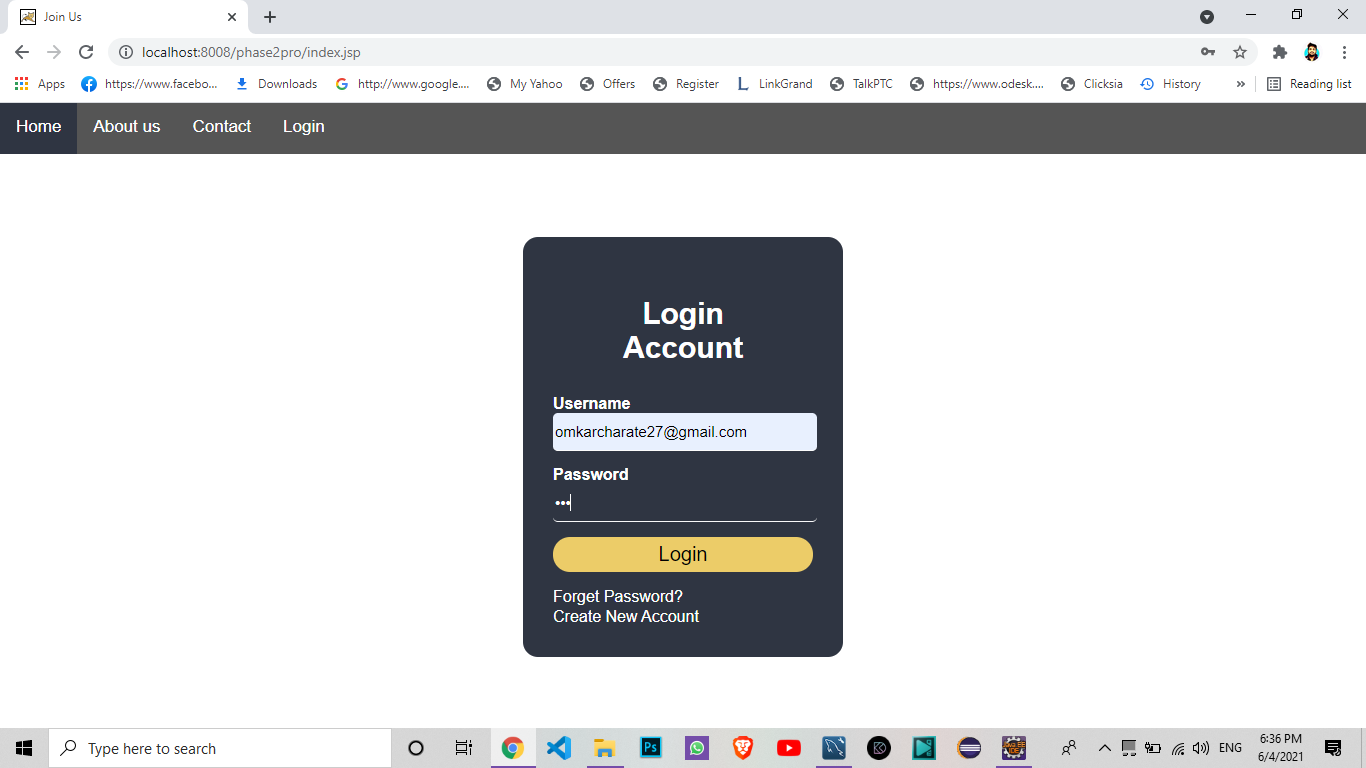 Join Us
localhost:8008/phase2pro/index.jsp
Apps https://www.facebo... Downloads http://www.google.... My Yahoo Offers Register LinkGrand TalkPTC https://www.odesk.... Clicksia History » Reading list
Home About us Contact Login
Login
Account
Username
omkarcharate27@gmail.com
Password
•••
Login
Forget Password?
Create New Account
Type here to search
ENG
6:36 PM
6/4/2021